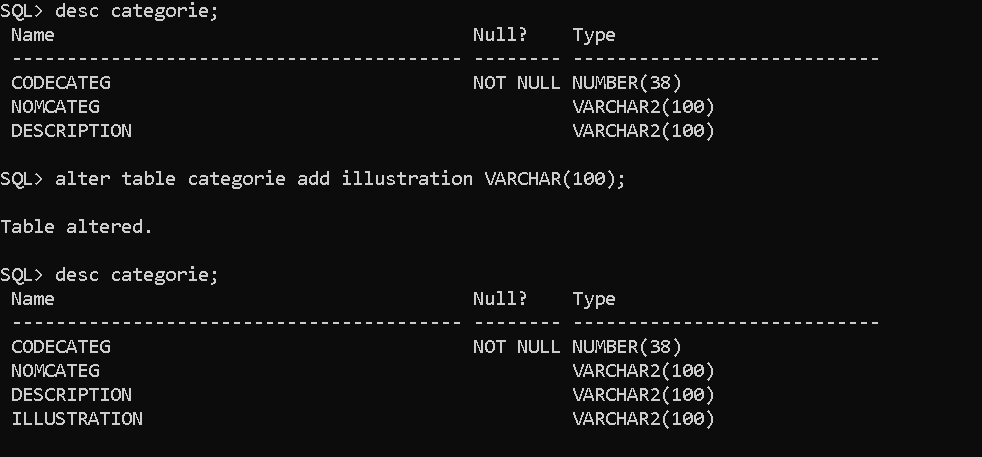 SQL> desc categorie;
Name Null? Type
----------------------------------------- -------- ----------------------------
CODECATEG NOT NULL NUMBER(38)
NOMCATEG VARCHAR2(100)
DESCRIPTION VARCHAR2(100)
SQL> alter table categorie add illustration VARCHAR(100);
Table altered.
SQL> desc categorie;
Name Null? Type
----------------------------------------- -------- ----------------------------
CODECATEG NOT NULL NUMBER(38)
NOMCATEG VARCHAR2(100)
DESCRIPTION VARCHAR2(100)
ILLUSTRATION VARCHAR2(100)